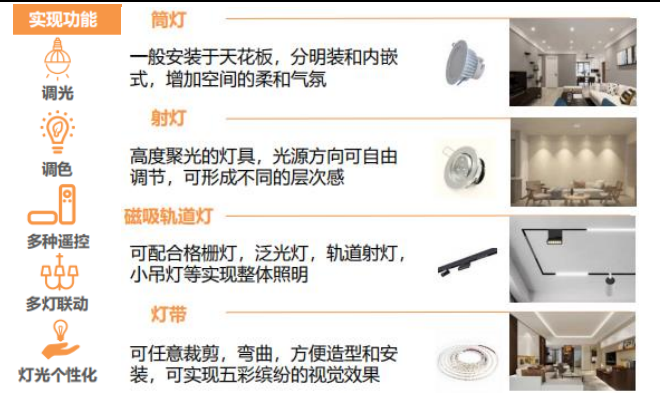 实现功能
调光
调色
多种遥控
多灯联动
灯光个性化
筒灯
一般安装于天花板，分明装和内嵌
式，增加空间的柔和气氛
射灯
高度聚光的灯具，光源方向可自由
调节，可形成不同的层次感
磁吸轨道灯
可配合格栅灯，泛光灯，轨道射灯，
小吊灯等实现整体照明
灯带
可任意裁剪，弯曲，方便造型和安
装，可实现五彩缤纷的视觉效果